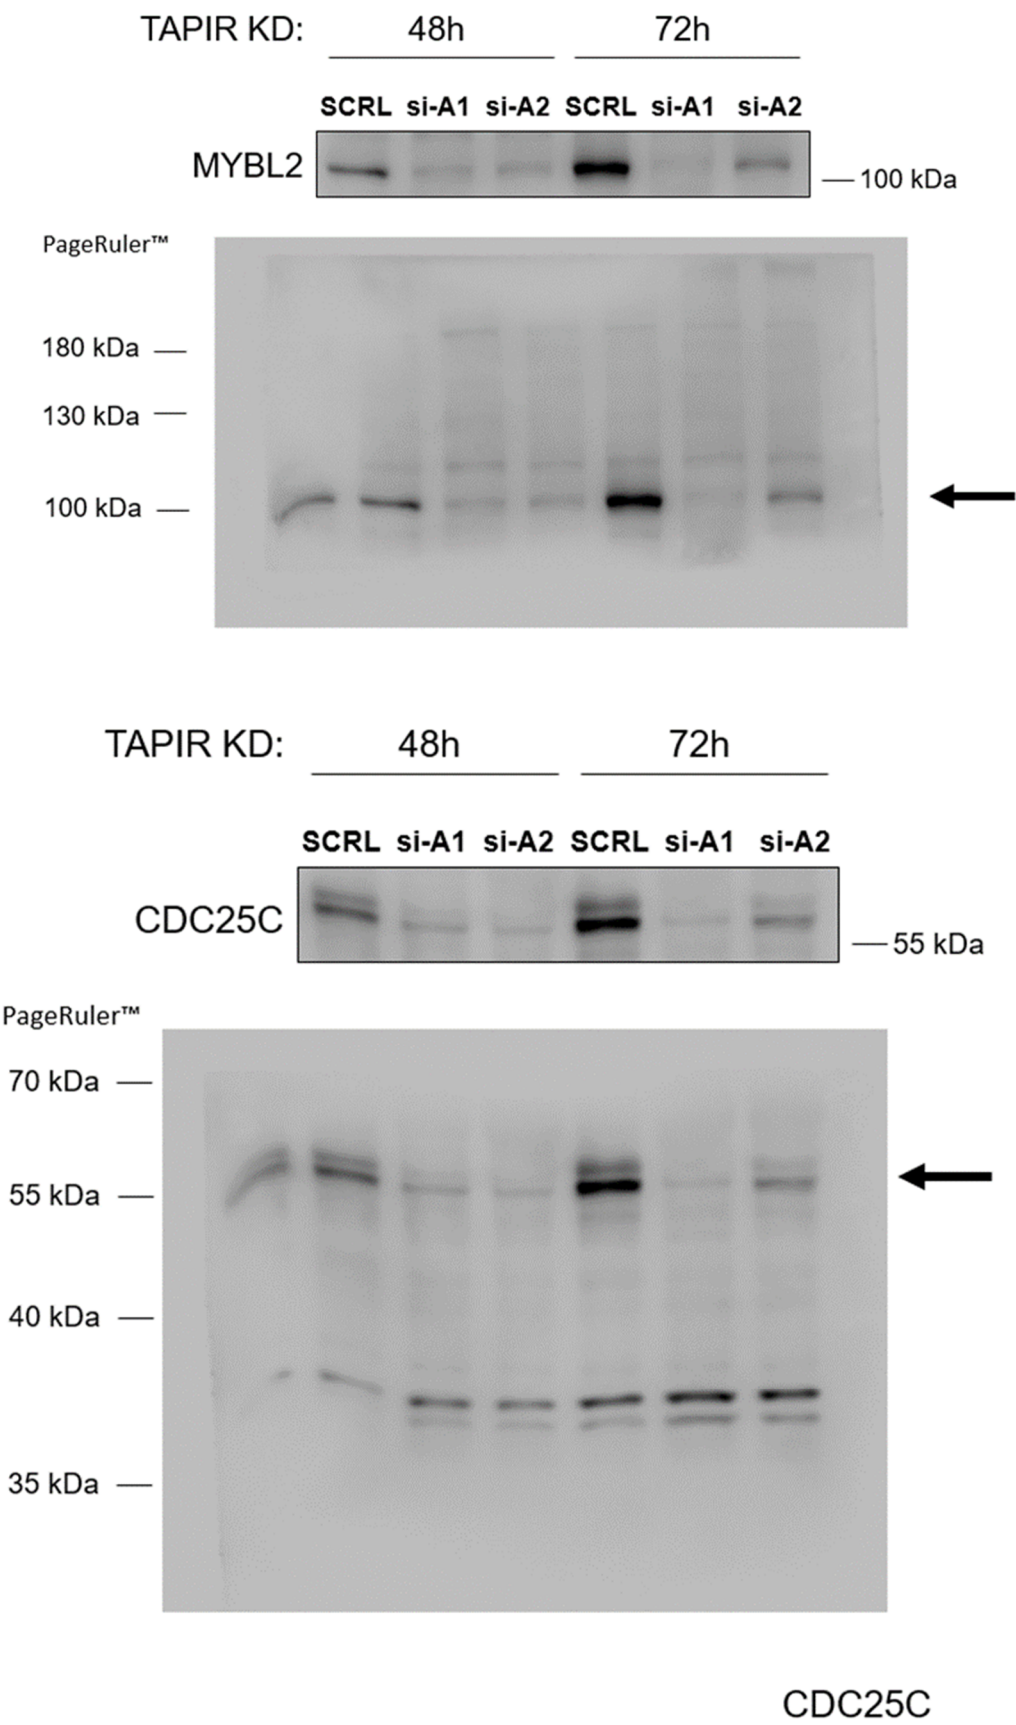 TAPIR KD: 48h 72h
SCRL si-A1 si-A2 SCRL si-A1 si-A2
MYBL2
100 kDa
PageRuler™
180 kDa
130 kDa
100 kDa
TAPIR KD: 48h 72h
SCRL si-A1 si-A2 SCRL si-A1 si-A2
CDC25C
55 kDa
PageRuler™
70 kDa
55 kDa
40 kDa
35 kDa
CDC25C